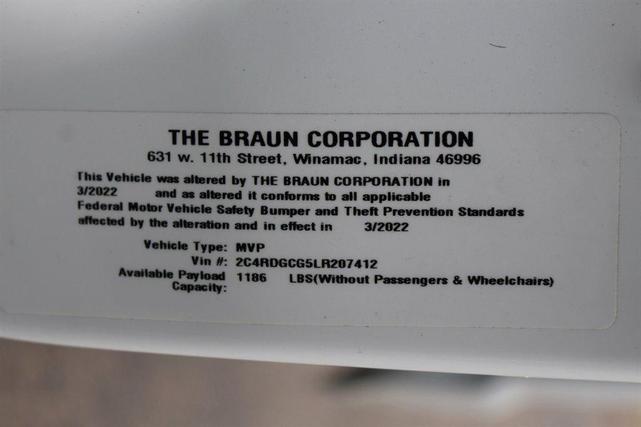 THE BRAUN CORPORATION
631 w. 11th Street, Winamac, Indiana 46996
This Vehicle was altered by THE BRAUN CORPORATION in
3/2022 and as altered it conforms to all applicable
Federal Motor Vehicle Safety Bumper and Theft Prevention Standards
affected by the alteration and in effect in 3/2022
Vehicle Type: MVP
Vin #: 2C4RDGCG5LR207412
Available Payload 1186 LBS(Without Passengers & Wheelchairs)
Capacity: